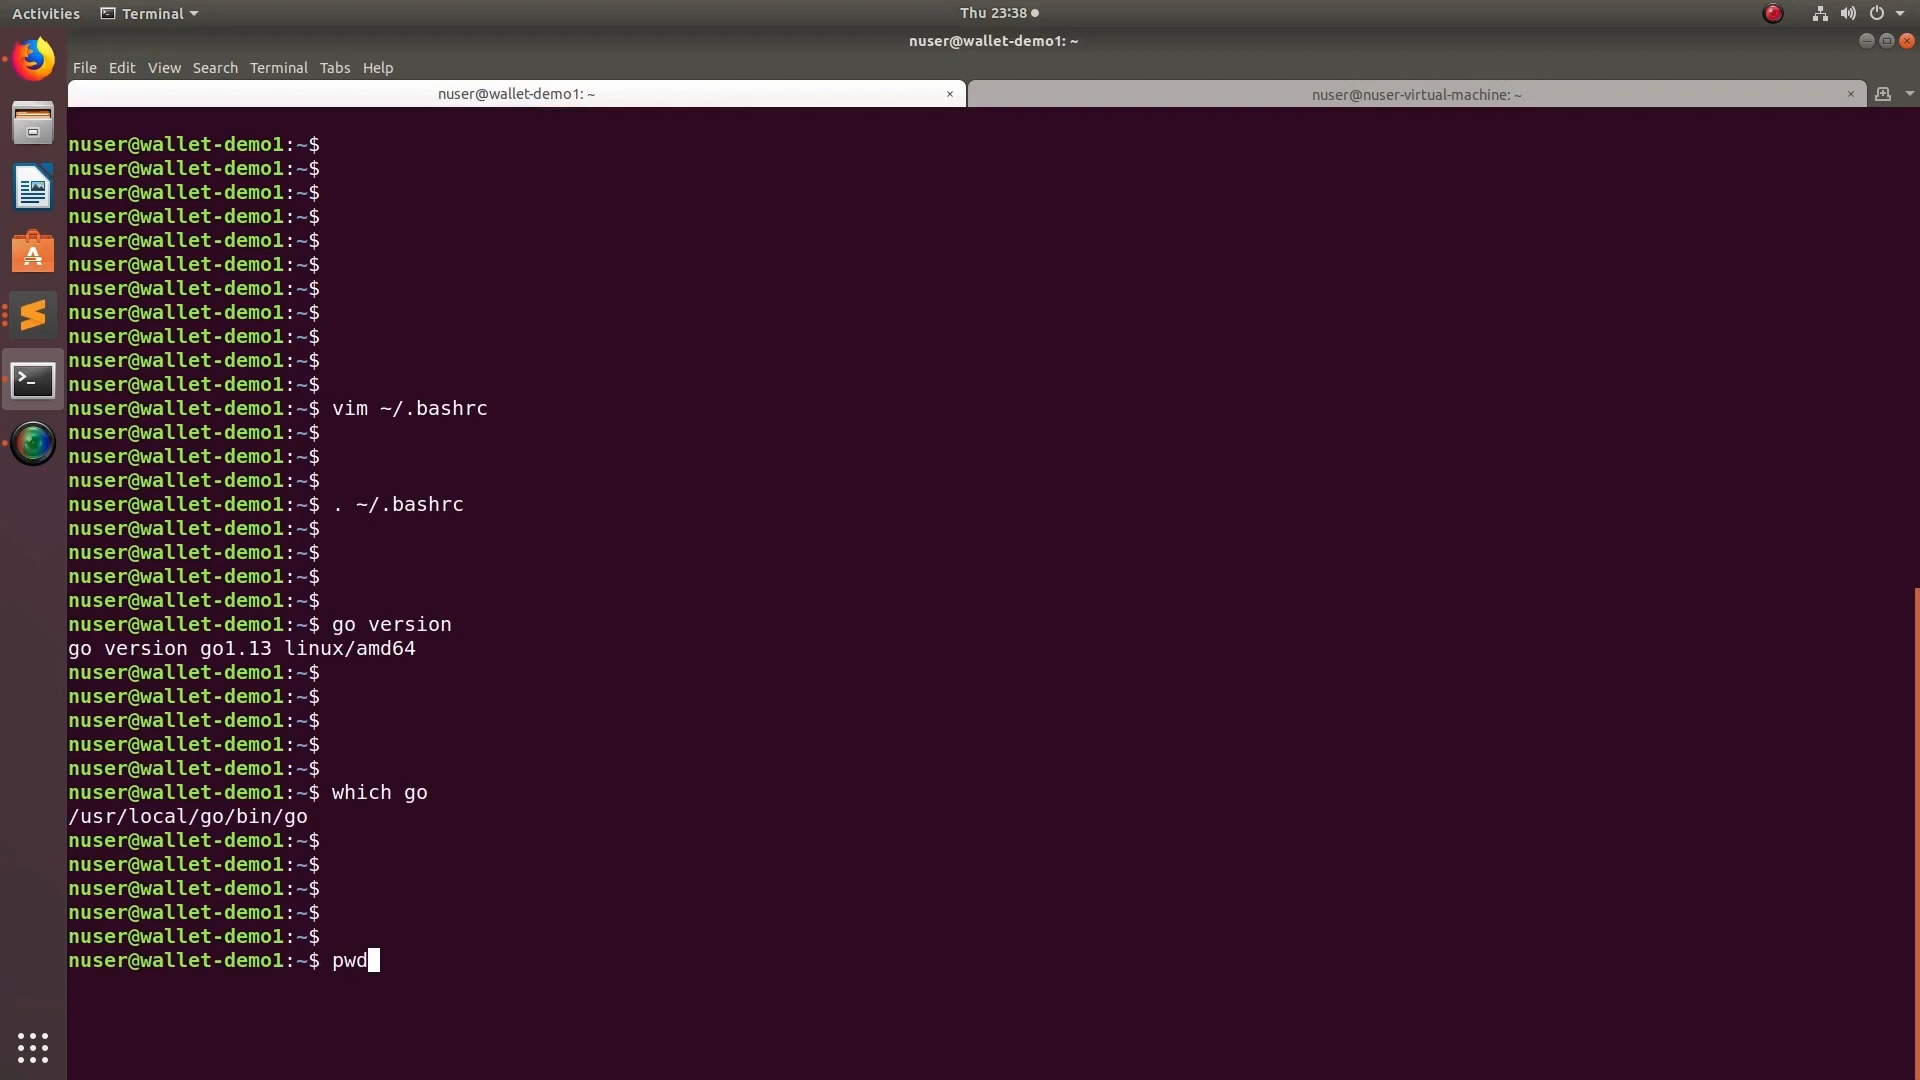 Activities Terminal Thu 23:38
nuser@wallet-demo1: ~
File Edit View Search Terminal Tabs Help
nuser@wallet-demo1: ~ × nuser@nuser-virtual-machine: ~ ×
nuser@wallet-demo1:~$
nuser@wallet-demo1:~$
nuser@wallet-demo1:~$
nuser@wallet-demo1:~$
nuser@wallet-demo1:~$
nuser@wallet-demo1:~$
nuser@wallet-demo1:~$
nuser@wallet-demo1:~$
nuser@wallet-demo1:~$
nuser@wallet-demo1:~$
nuser@wallet-demo1:~$
nuser@wallet-demo1:~$ vim ~/.bashrc
nuser@wallet-demo1:~$
nuser@wallet-demo1:~$
nuser@wallet-demo1:~$
nuser@wallet-demo1:~$ . ~/.bashrc
nuser@wallet-demo1:~$
nuser@wallet-demo1:~$
nuser@wallet-demo1:~$
nuser@wallet-demo1:~$
nuser@wallet-demo1:~$ go version
go version go1.13 linux/amd64
nuser@wallet-demo1:~$
nuser@wallet-demo1:~$
nuser@wallet-demo1:~$
nuser@wallet-demo1:~$
nuser@wallet-demo1:~$
nuser@wallet-demo1:~$ which go
/usr/local/go/bin/go
nuser@wallet-demo1:~$
nuser@wallet-demo1:~$
nuser@wallet-demo1:~$
nuser@wallet-demo1:~$
nuser@wallet-demo1:~$
nuser@wallet-demo1:~$ pwd